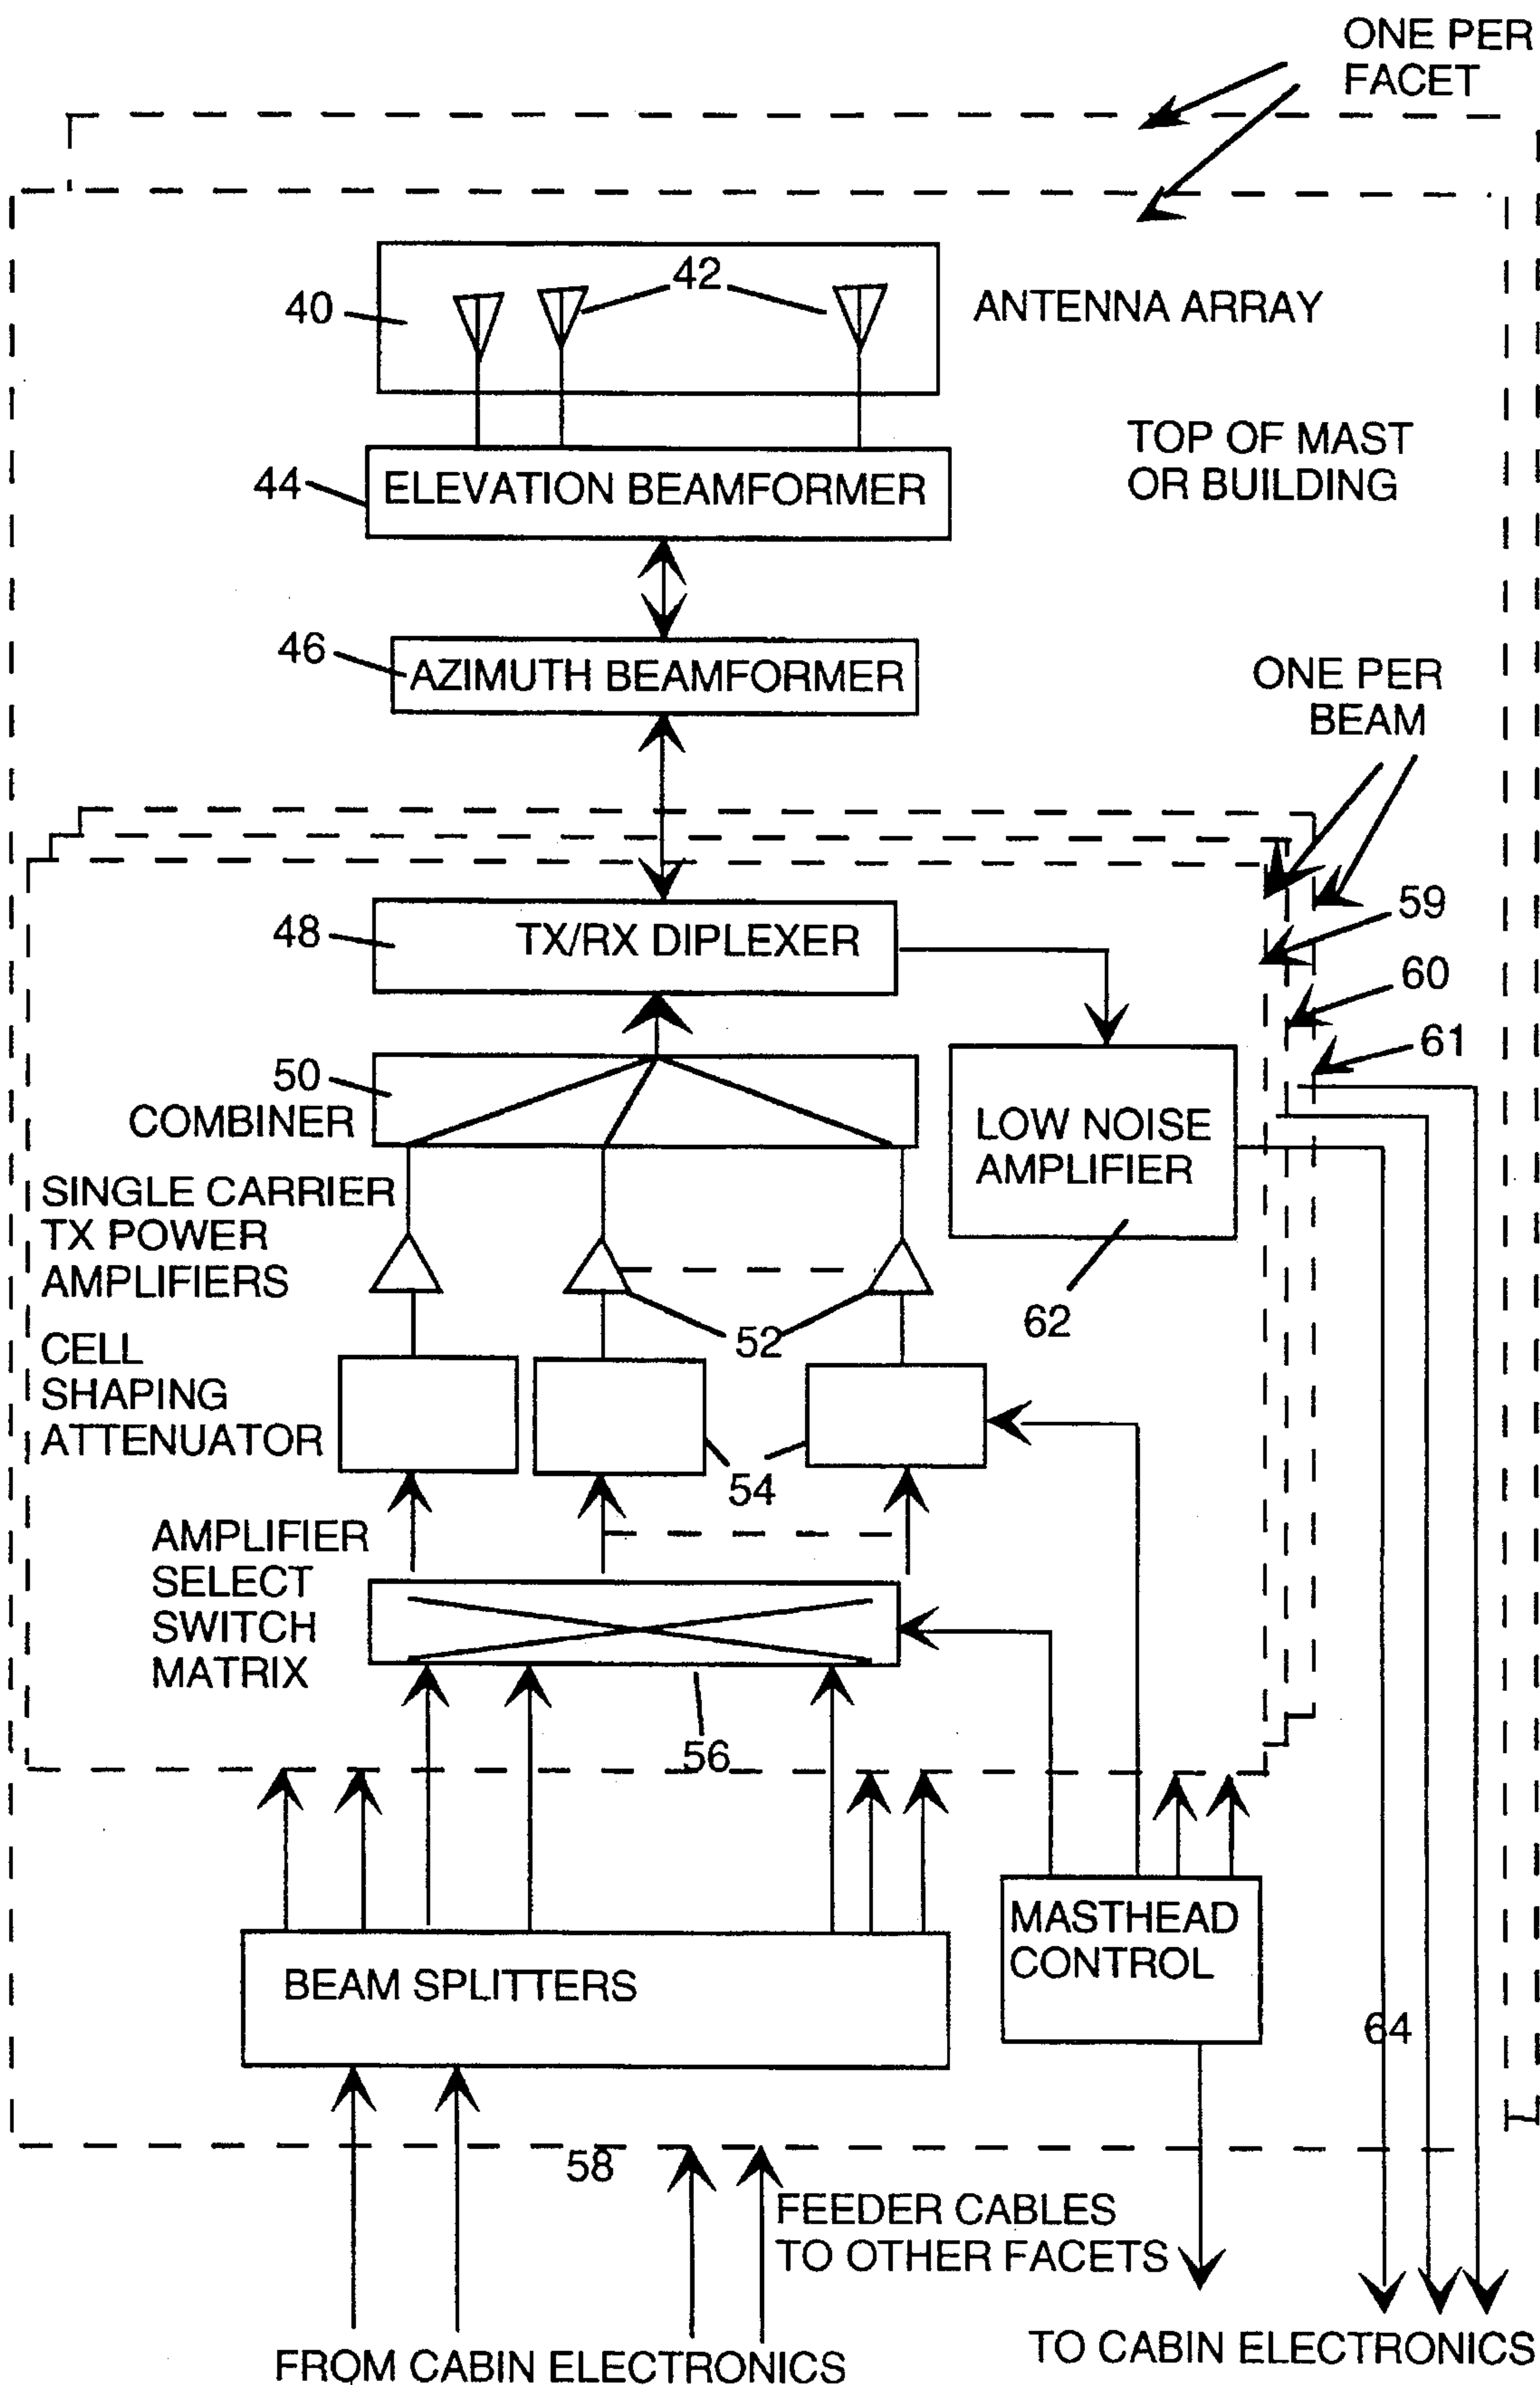 ONE PER
FACET
42
40
ANTENNA ARRAY
TOP OF MAST
OR BUILDING
44
ELEVATION BEAMFORMER
46
AZIMUTH BEAMFORMER
ONE PER
BEAM
48
TX/RX DIPLEXER
59
60
61
50
COMBINER
LOW NOISE
AMPLIFIER
62
SINGLE CARRIER
TX POWER
AMPLIFIERS
52
CELL
SHAPING
ATTENUATOR
54
AMPLIFIER
SELECT
SWITCH
MATRIX
56
BEAM SPLITTERS
MASTHEAD
CONTROL
64
58
FEEDER CABLES
TO OTHER FACETS
FROM CABIN ELECTRONICS
TO CABIN ELECTRONICS